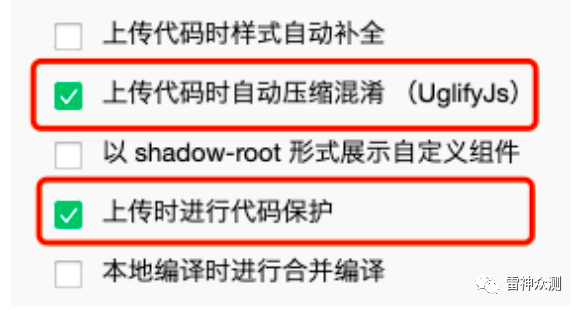 上传代码时样式自动补全
上传代码时自动压缩混淆 （UglifyJs）
以 shadow-root 形式展示自定义组件
上传时进行代码保护
本地编译时进行合并编译
雷神众测